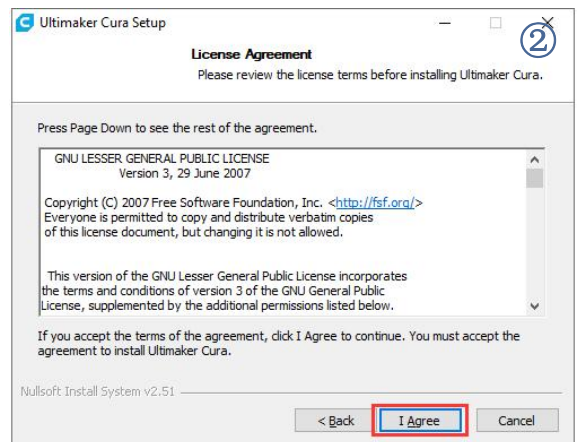 Ultimaker Cura Setup
②
License Agreement
Please review the license terms before installing Ultimaker Cura.
Press Page Down to see the rest of the agreement.
GNU LESSER GENERAL PUBLIC LICENSE
Version 3, 29 June 2007
Copyright (C) 2007 Free Software Foundation, Inc. <http://fsf.org/>
Everyone is permitted to copy and distribute verbatim copies
of this license document, but changing it is not allowed.
This version of the GNU Lesser General Public License incorporates
the terms and conditions of version 3 of the GNU General Public
License, supplemented by the additional permissions listed below.
If you accept the terms of the agreement, click I Agree to continue. You must accept the
agreement to install Ultimaker Cura.
Nullsoft Install System v2.51
< Back I Agree Cancel